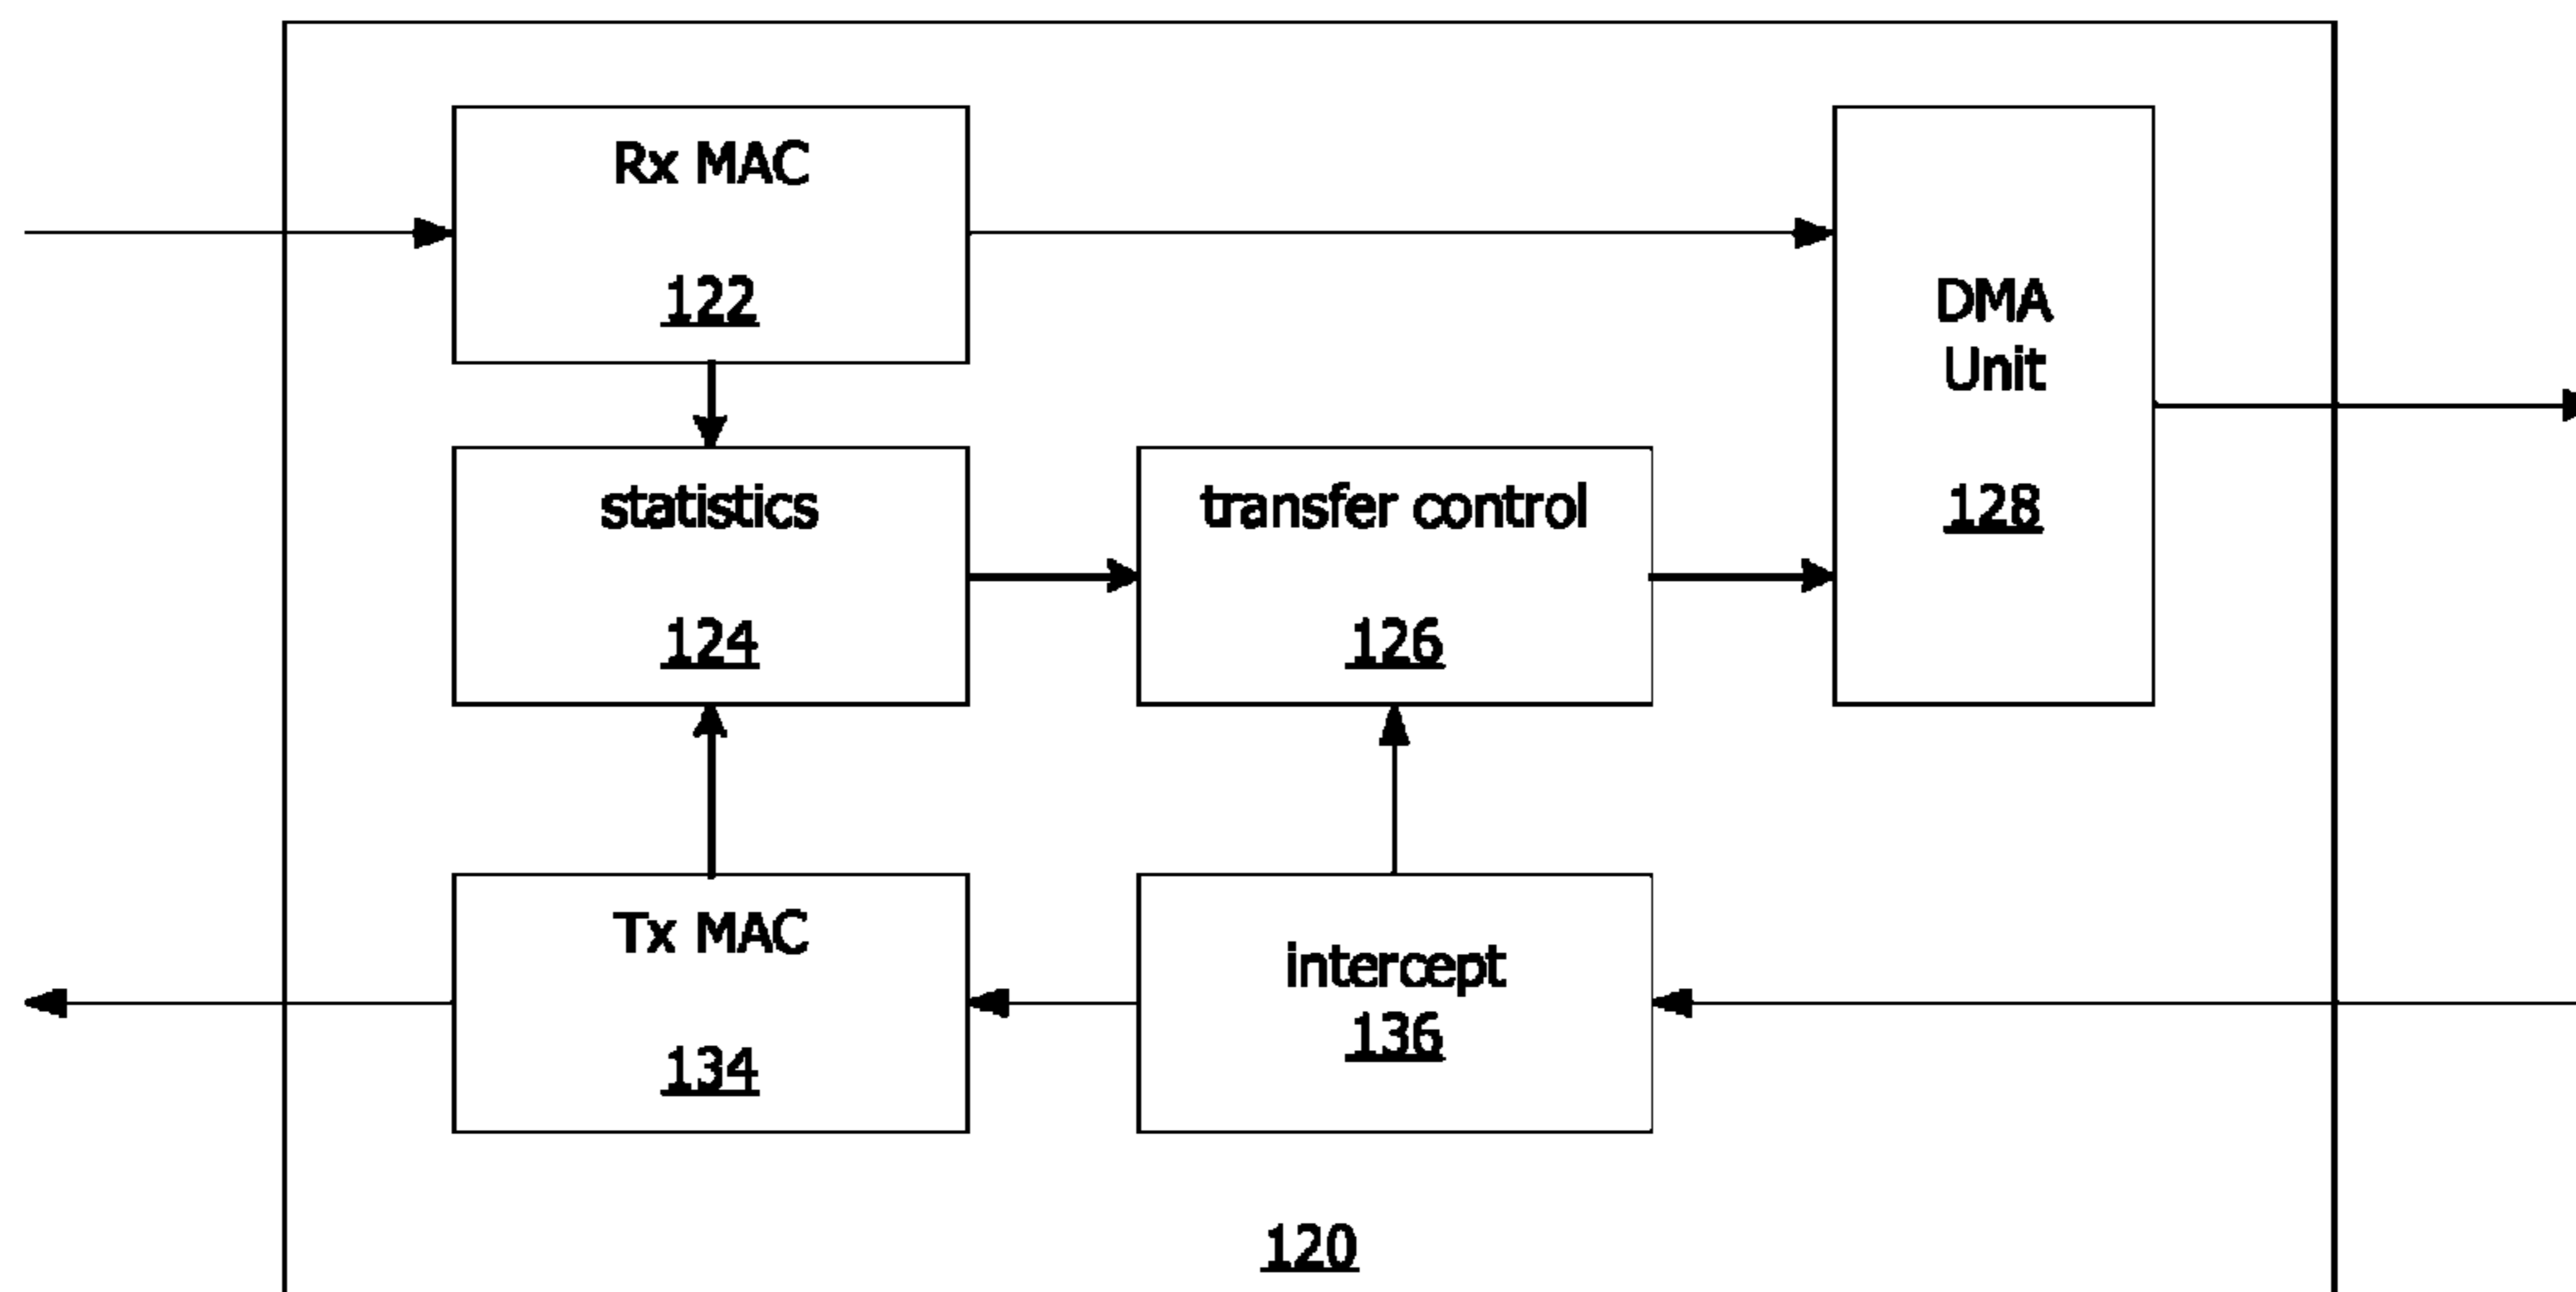 Rx MAC
122
DMA
Unit
128
statistics
124
transfer control
126
Tx MAC
134
intercept
136
120